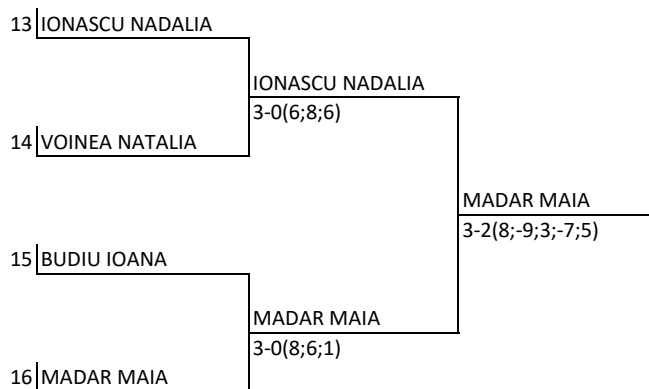 13 IONASCU NADALIA
IONASCU NADALIA
3-0(6;8;6)
14 VOINEA NATALIA
MADAR MAIA
3-2(8;-9;3;-7;5)
15 BUDIU IOANA
MADAR MAIA
3-0(8;6;1)
16 MADAR MAIA